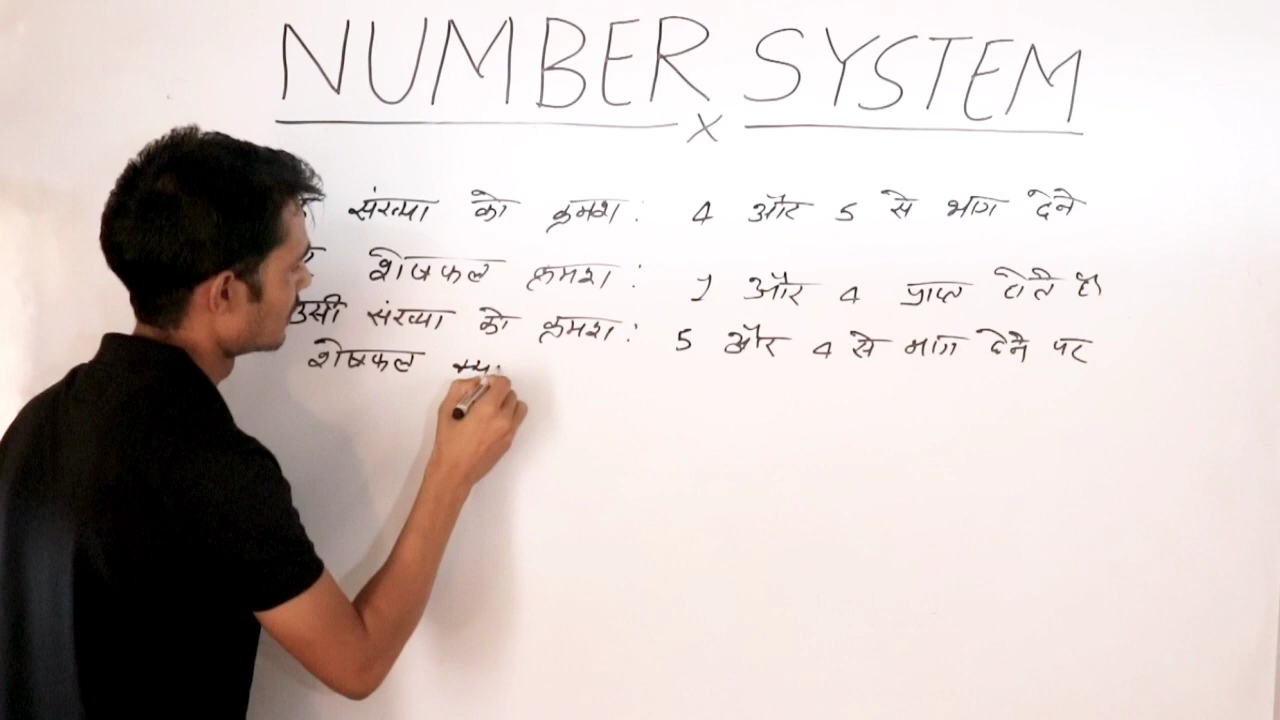 NUMBER SYSTEM
x
संख्या को क्रमश: 4 और 5 से भाग देने
शेषफल क्रमश: 1 और 4 प्राप्त होते है
उसी संख्या को क्रमश: 5 और 4 से भाग देने पर
शेषफल